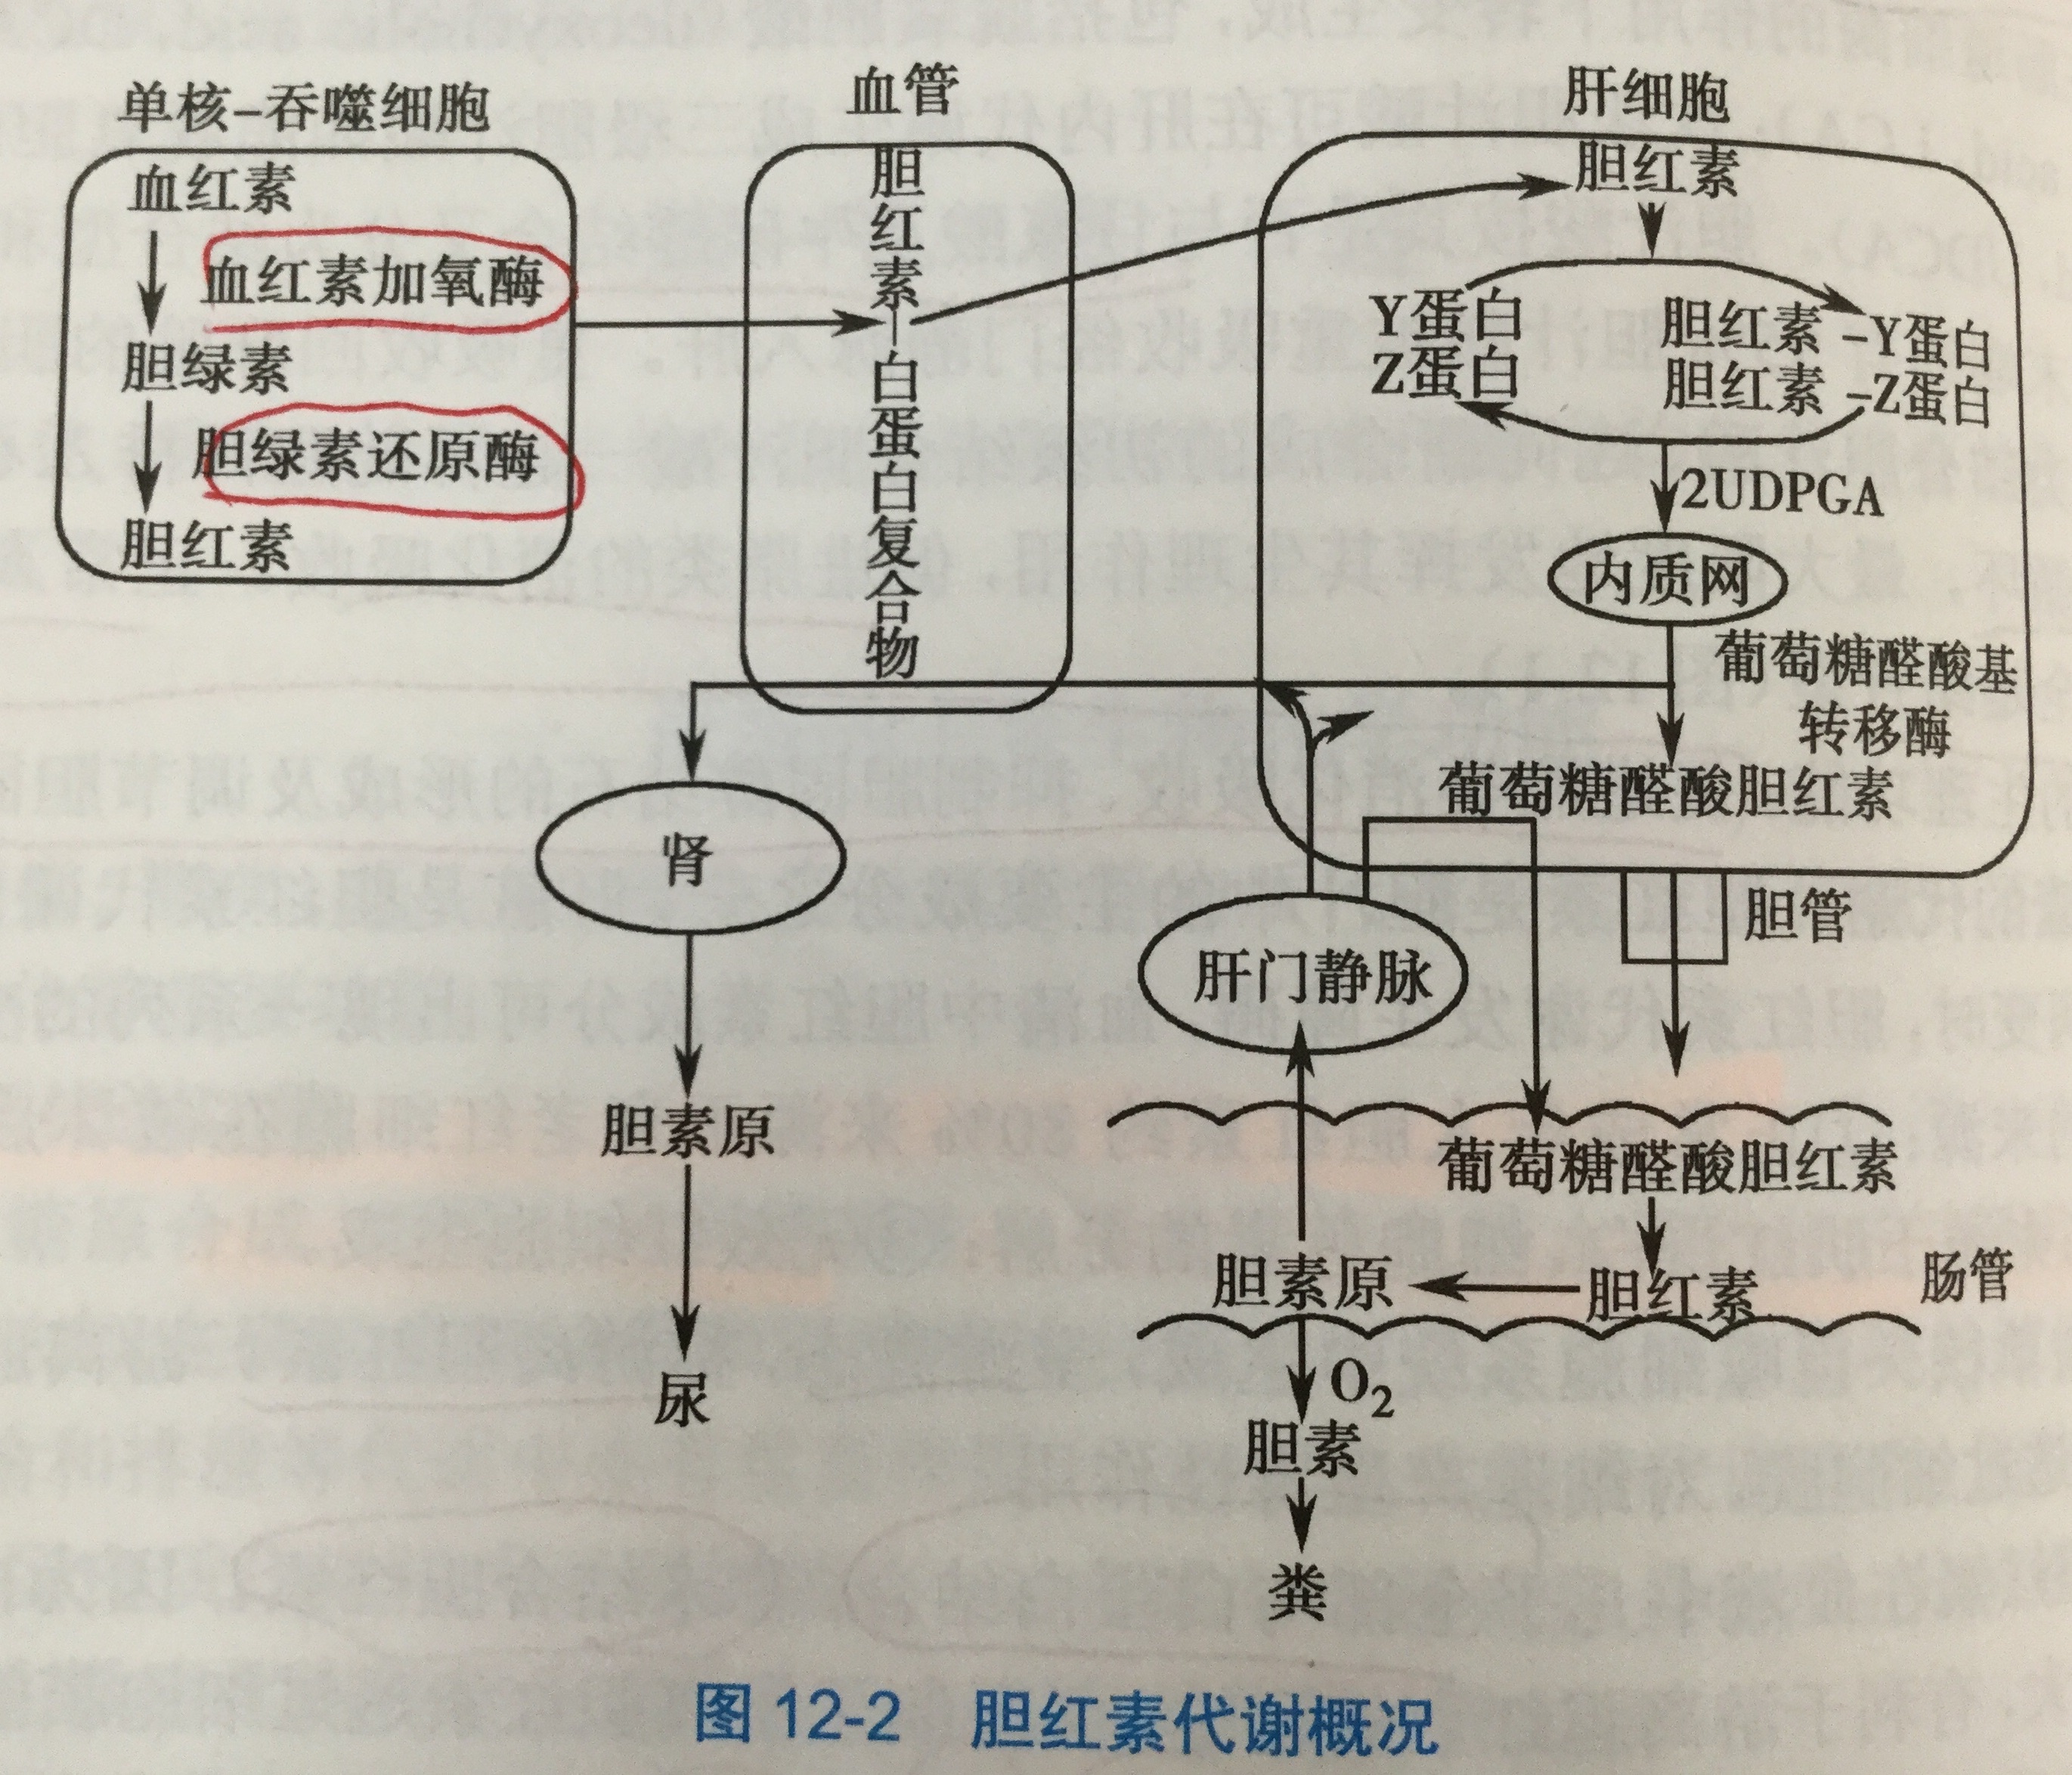 单核-吞噬细胞
血红素
血红素加氧酶
胆绿素
胆绿素还原酶
胆红素
血管
胆红素-白蛋白复合物
肝细胞
胆红素
Y蛋白
Z蛋白
胆红素-Y蛋白
胆红素-Z蛋白
2UDPGA
内质网
葡萄糖醛酸基
转移酶
葡萄糖醛酸胆红素
胆管
肾
胆素原
尿
肝门静脉
葡萄糖醛酸胆红素
胆素原
胆红素
肠管
O₂
胆素
粪
图 12-2 胆红素代谢概况